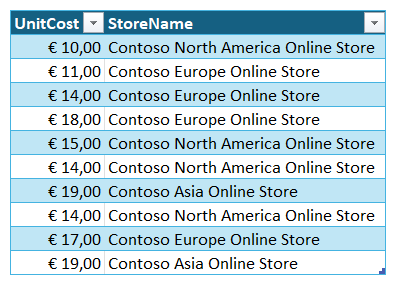 UnitCost StoreName
€ 10,00 Contoso North America Online Store
€ 11,00 Contoso Europe Online Store
€ 14,00 Contoso Europe Online Store
€ 18,00 Contoso Europe Online Store
€ 15,00 Contoso North America Online Store
€ 14,00 Contoso North America Online Store
€ 19,00 Contoso Asia Online Store
€ 14,00 Contoso North America Online Store
€ 17,00 Contoso Europe Online Store
€ 19,00 Contoso Asia Online Store